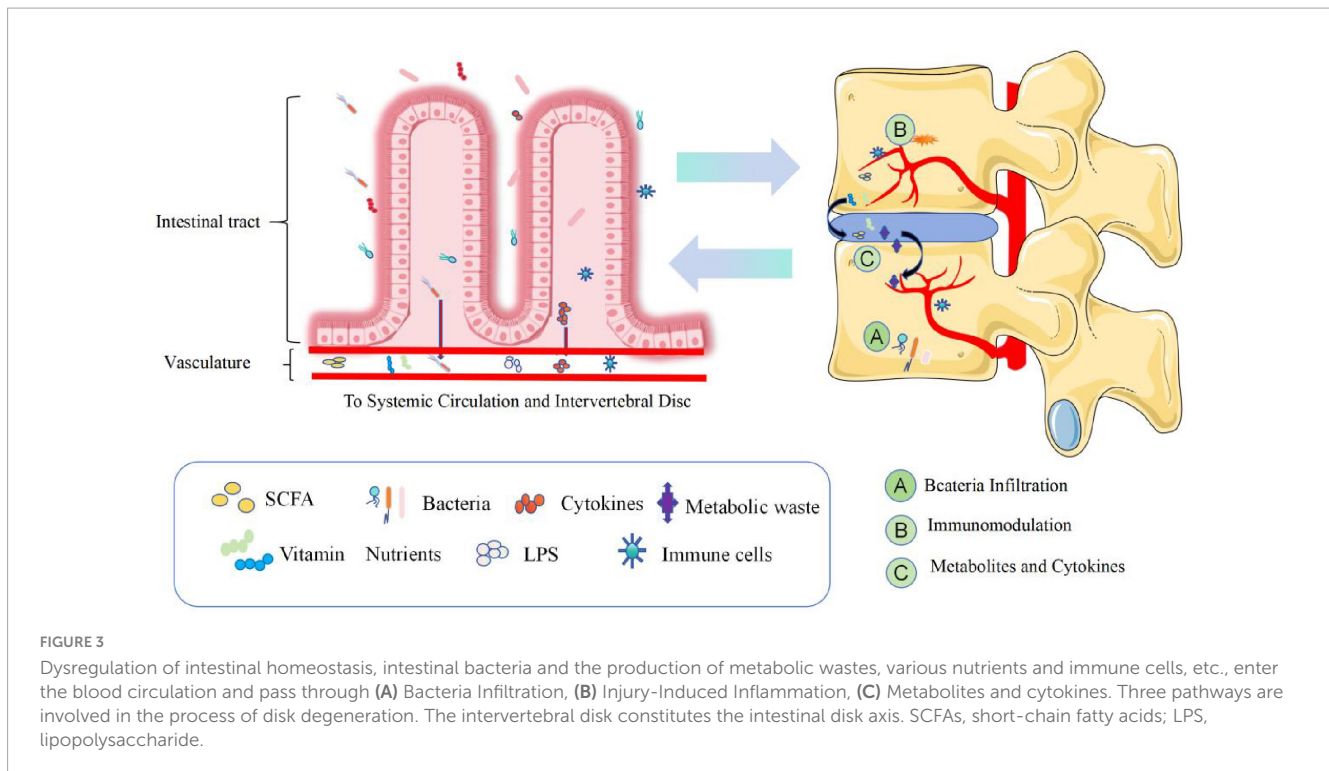 Intestinal tract
Vasculature
To Systemic Circulation and Intervertebral Disc
B
C
A
SCFA
Bacteria
Cytokines
Metabolic waste
Vitamin
Nutrients
LPS
Immune cells
A Bcateria Infiltration
B Immunomodulation
C Metabolites and Cytokines
FIGURE 3
Dysregulation of intestinal homeostasis, intestinal bacteria and the production of metabolic wastes, various nutrients and immune cells, etc., enter
the blood circulation and pass through (A) Bacteria Infiltration, (B) Injury-Induced Inflammation, (C) Metabolites and cytokines. Three pathways are
involved in the process of disk degeneration. The intervertebral disk constitutes the intestinal disk axis. SCFAs, short-chain fatty acids; LPS,
lipopolysaccharide.